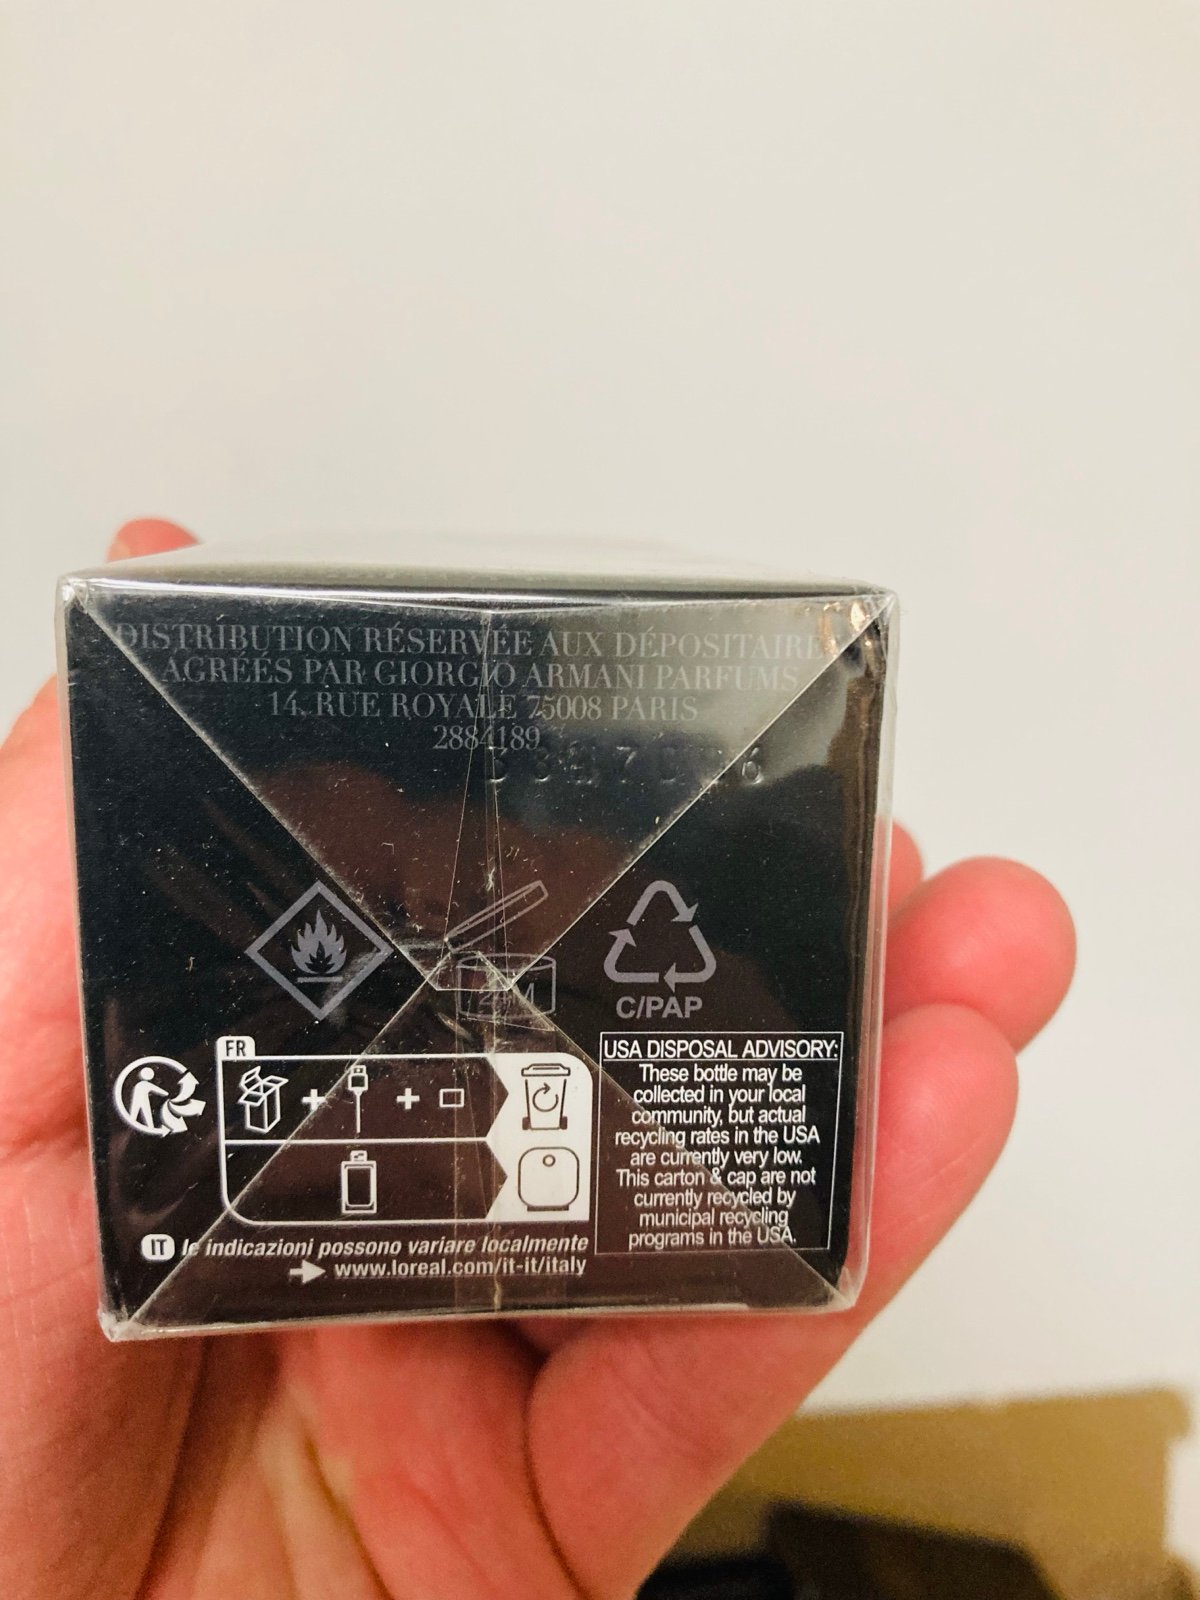 DISTRIBUTION RÉSERVÉE AUX DÉPOSITAIRES
AGRÉÉS PAR GIORGIO ARMANI PARFUMS
14, RUE ROYALE 75008 PARIS
2884189
24M
C/PAP
FR
USA DISPOSAL ADVISORY:
These bottle may be
collected in your local
community, but actual
recycling rates in the USA
are currently very low.
This carton & cap are not
currently recycled by
municipal recycling
programs in the USA.
IT le indicazioni possono variare localmente
www.loreal.com/it-it/italy